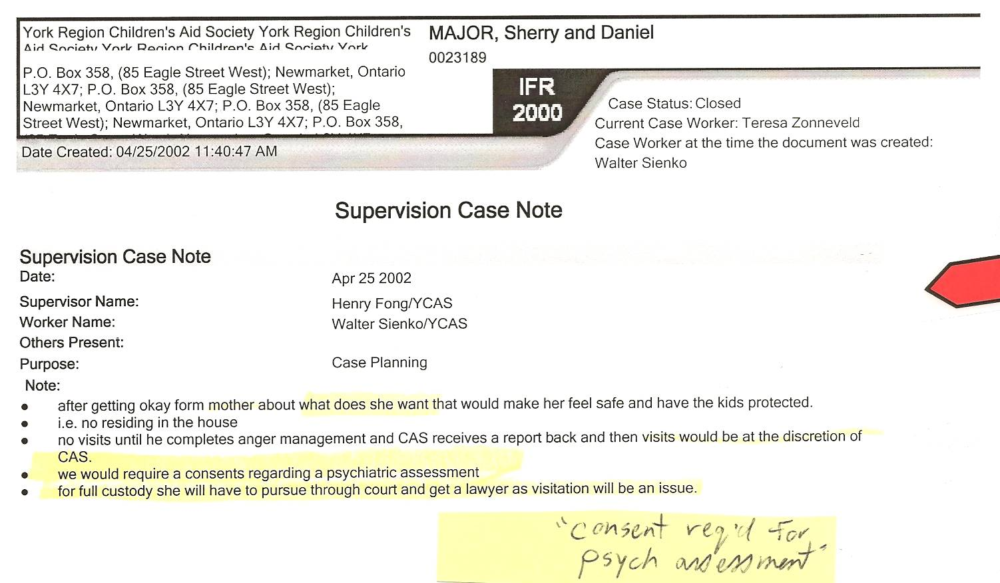 York Region Children's Aid Society York Region Children's
Aid Society York Region Children's Aid Society York
P.O. Box 358, (85 Eagle Street West); Newmarket, Ontario
L3Y 4X7; P.O. Box 358, (85 Eagle Street West);
Newmarket, Ontario L3Y 4X7; P.O. Box 358, (85 Eagle
Street West); Newmarket, Ontario L3Y 4X7; P.O. Box 358,
MAJOR, Sherry and Daniel
0023189
IFR
2000
Case Status: Closed
Current Case Worker: Teresa Zonneveld
Case Worker at the time the document was created:
Walter Sienko
Date Created: 04/25/2002 11:40:47 AM
Supervision Case Note
Supervision Case Note
Date: Apr 25 2002
Supervisor Name: Henry Fong/YCAS
Worker Name: Walter Sienko/YCAS
Others Present:
Purpose: Case Planning
Note:
• after getting okay form mother about what does she want that would make her feel safe and have the kids protected.
• i.e. no residing in the house
• no visits until he completes anger management and CAS receives a report back and then visits would be at the discretion of
CAS.
• we would require a consents regarding a psychiatric assessment
• for full custody she will have to pursue through court and get a lawyer as visitation will be an issue.
"consent req'd for
psych assessment"